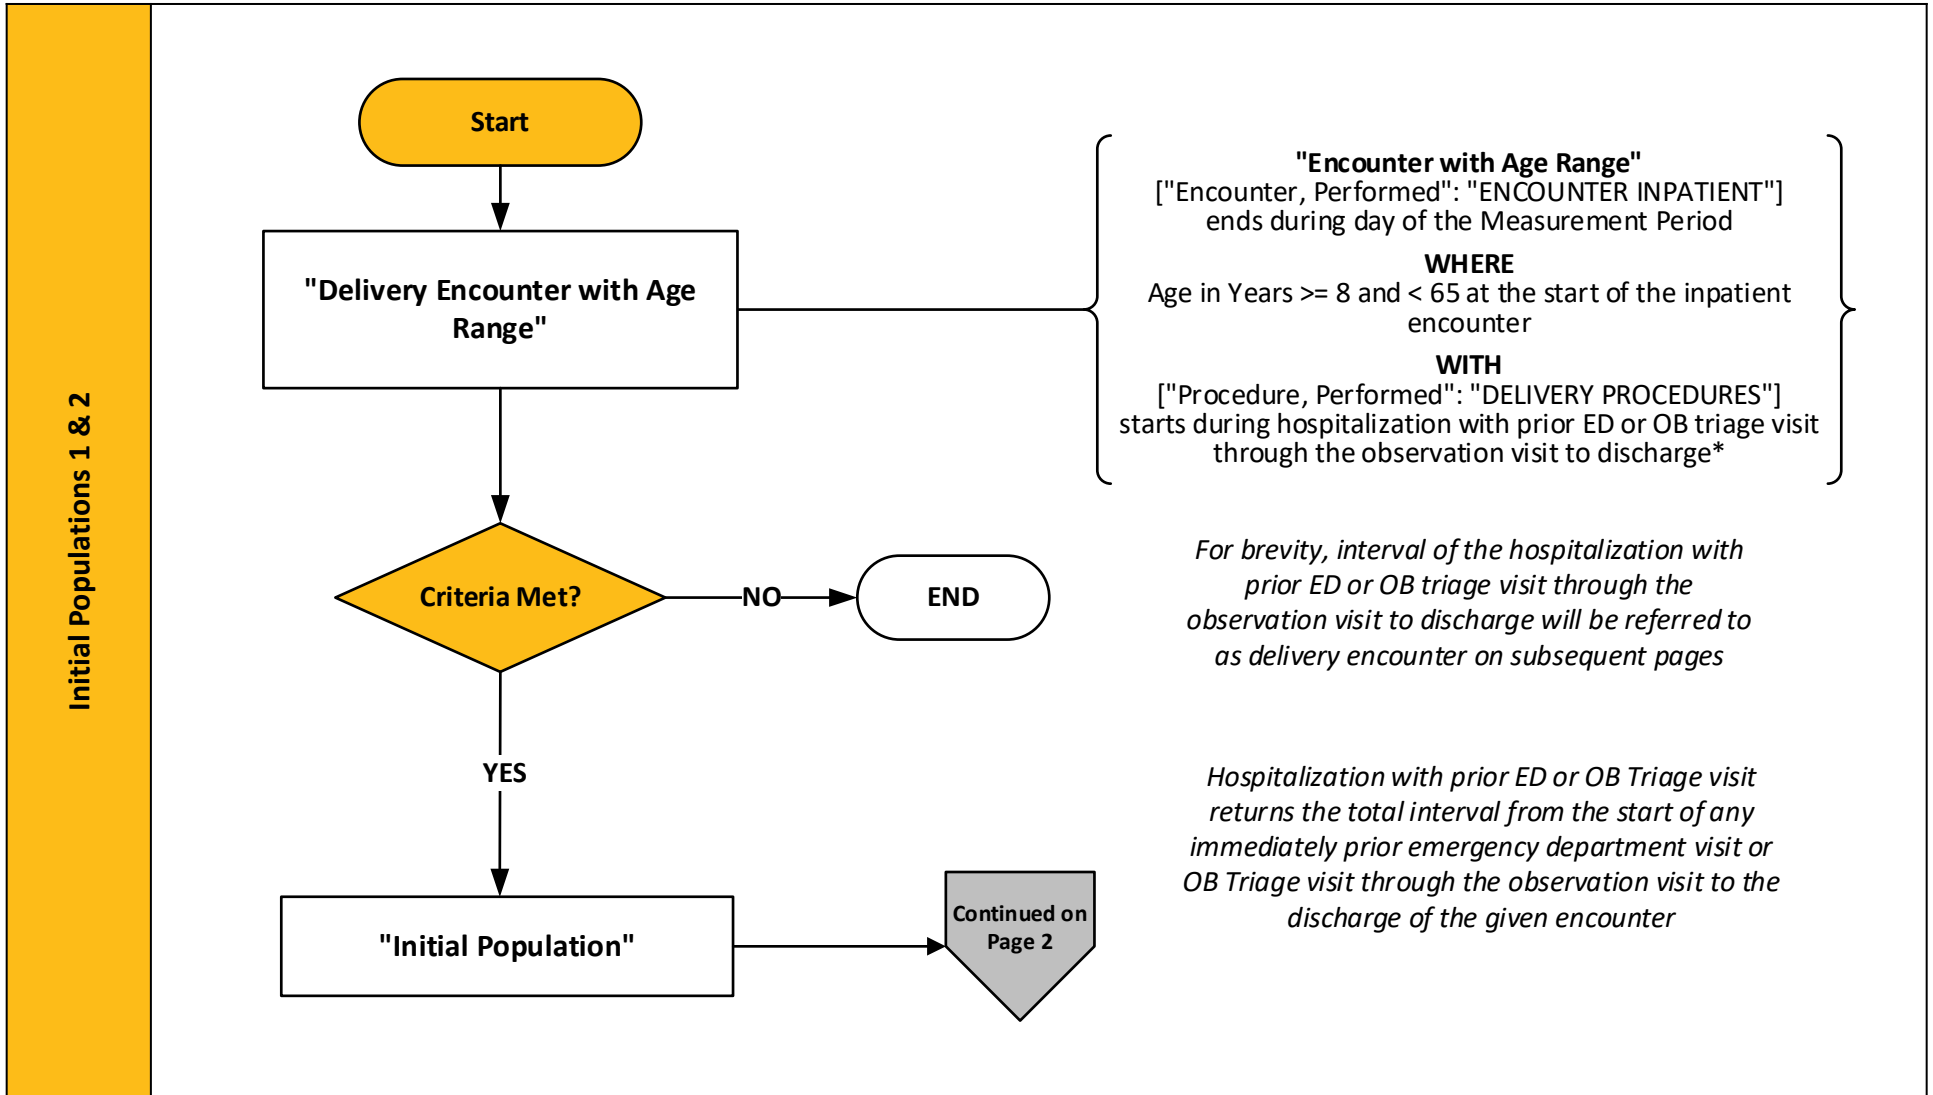 Initial Populations 1 & 2
Start
"Delivery Encounter with Age
Range"
"Encounter with Age Range"
["Encounter, Performed": "ENCOUNTER INPATIENT"]
ends during day of the Measurement Period
WHERE
Age in Years >= 8 and < 65 at the start of the inpatient
encounter
WITH
["Procedure, Performed": "DELIVERY PROCEDURES"]
starts during hospitalization with prior ED or OB triage visit
through the observation visit to discharge*
Criteria Met?
NO
END
For brevity, interval of the hospitalization with
prior ED or OB triage visit through the
observation visit to discharge will be referred to
as delivery encounter on subsequent pages
YES
Hospitalization with prior ED or OB Triage visit
returns the total interval from the start of any
immediately prior emergency department visit or
OB Triage visit through the observation visit to the
discharge of the given encounter
"Initial Population"
Continued on
Page 2